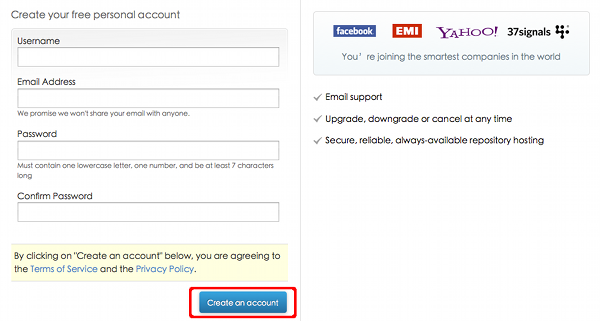 Create your free personal account
Username
Email Address
We promise we won't share your email with anyone.
Password
Must contain one lowercase letter, one number, and be at least 7 characters
long
Confirm Password
By clicking on "Create an account" below, you are agreeing to
the Terms of Service and the Privacy Policy.
Create an account
facebook EMI YAHOO! 37signals
You're joining the smartest companies in the world
Email support
Upgrade, downgrade or cancel at any time
Secure, reliable, always-available repository hosting